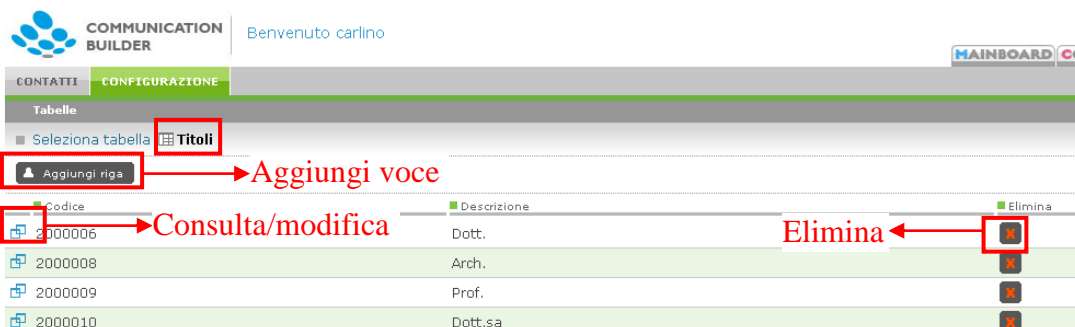 COMMUNICATION
BUILDER
Benvenuto carlino
MAINBOARD
CONTATTI CONFIGURAZIONE
Tabelle
Seleziona tabella Titoli
Aggiungi riga Aggiungi voce
Codice Descrizione Elimina
Consulta/modifica Elimina
2000006 Dott. X
2000008 Arch. X
2000009 Prof. X
2000010 Dott.sa X